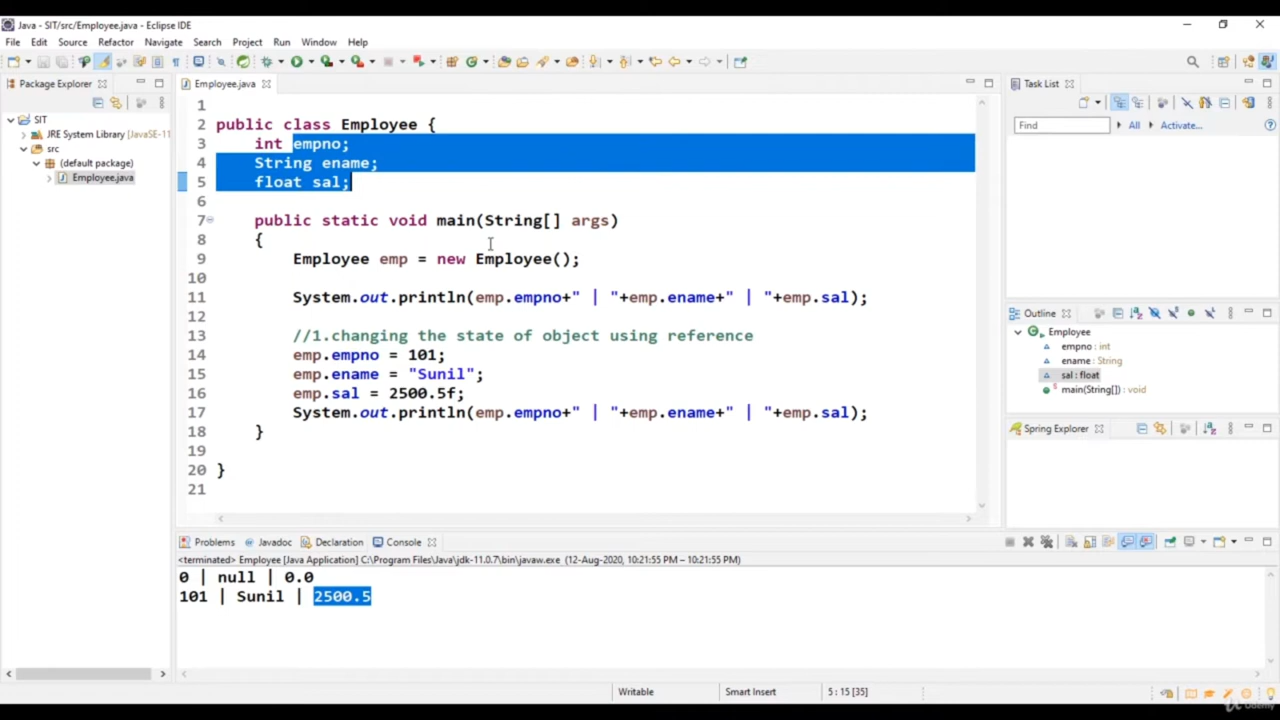 Java - SIT/src/Employee.java - Eclipse IDE
File Edit Source Refactor Navigate Search Project Run Window Help
Package Explorer
SIT
JRE System Library [JavaSE-11
src
(default package)
Employee.java
Employee.java
1
2 public class Employee {
3 int empno;
4 String ename;
5 float sal;
6
7 public static void main(String[] args)
8 {
9 Employee emp = new Employee();
10
11 System.out.println(emp.empno+" | "+emp.ename+" | "+emp.sal);
12
13 //1.changing the state of object using reference
14 emp.empno = 101;
15 emp.ename = "Sunil";
16 emp.sal = 2500.5f;
17 System.out.println(emp.empno+" | "+emp.ename+" | "+emp.sal);
18 }
19
20 }
21
Task List
Find All Activate...
Outline
Employee
empno : int
ename : String
sal : float
main(String[]) : void
Spring Explorer
Problems Javadoc Declaration Console
<terminated> Employee [Java Application] C:\Program Files\Java\jdk-11.0.7\bin\javaw.exe (12-Aug-2020, 10:21:55 PM – 10:21:55 PM)
0 | null | 0.0
101 | Sunil | 2500.5
Writable Smart Insert 5 : 15 [35]
Udemy